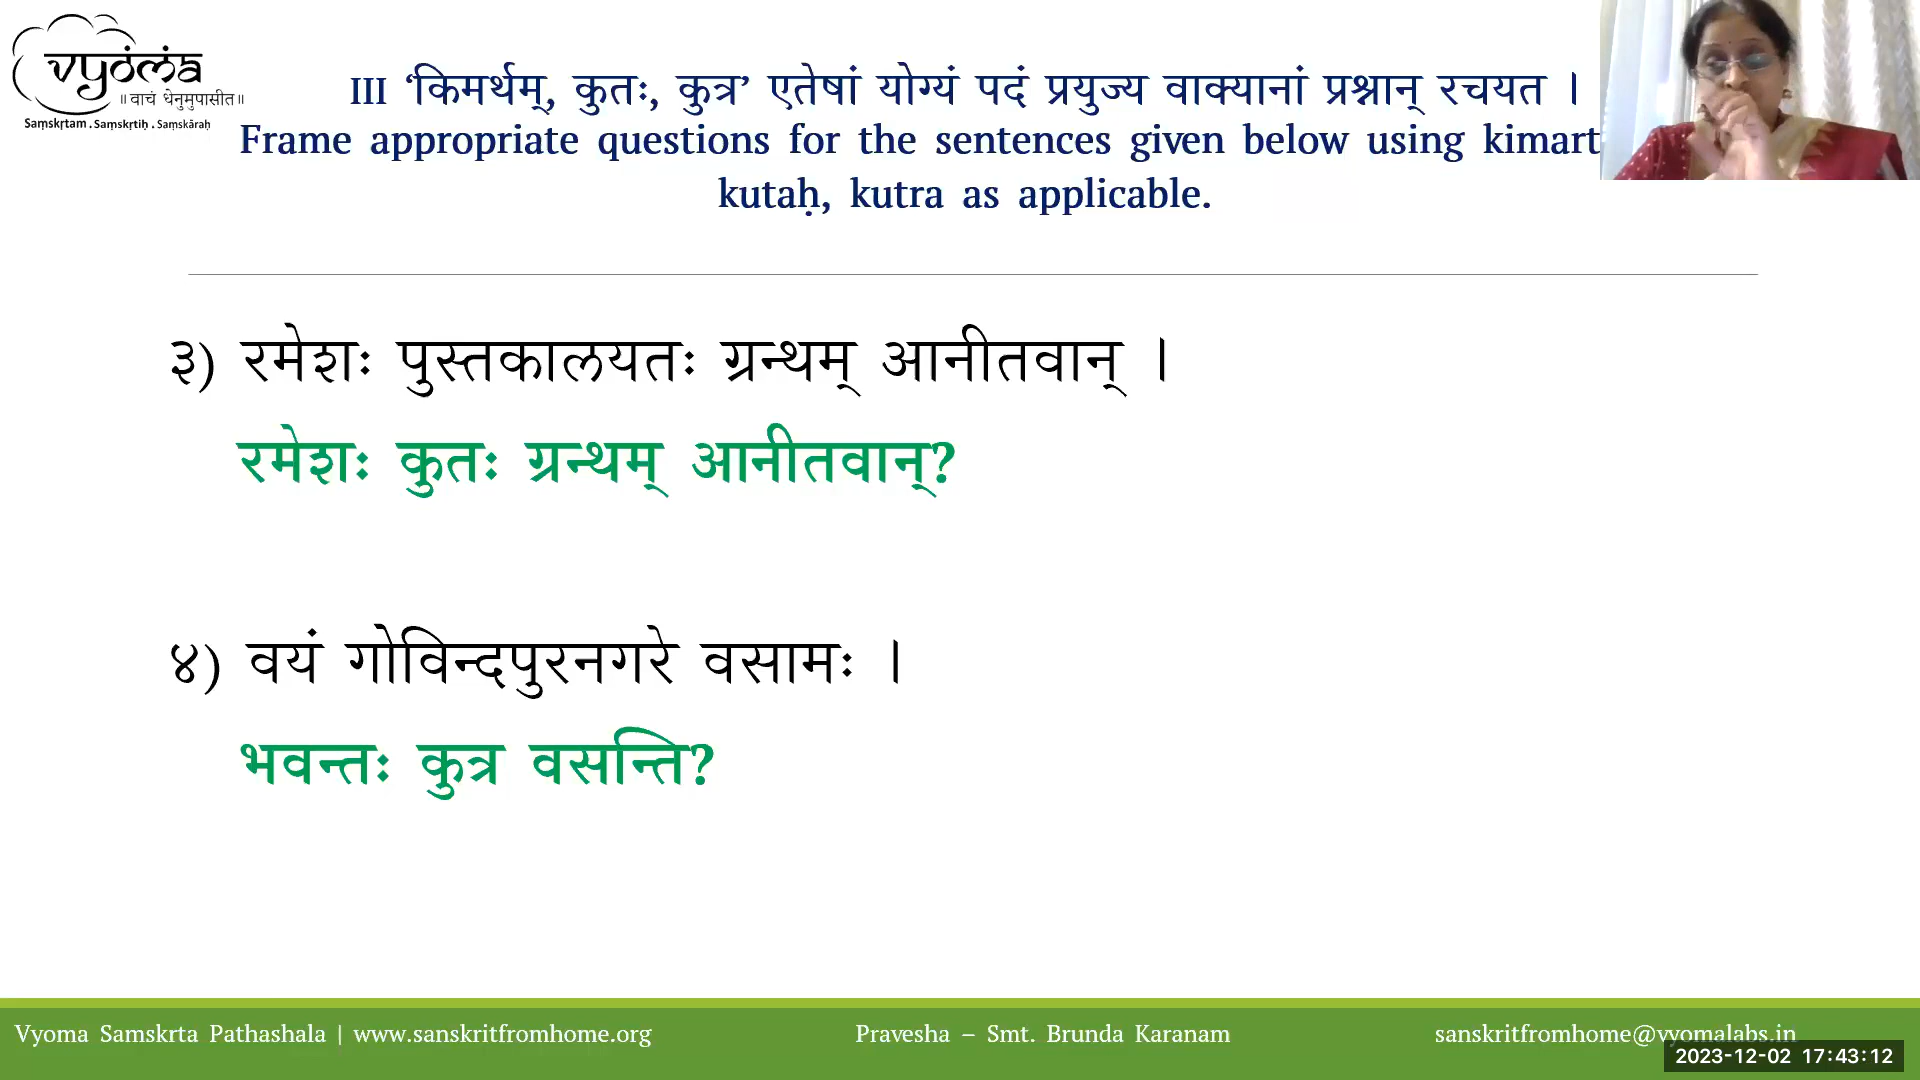 vyoma
॥वाचं धेनुमुपासीत॥
Saṃskṛtam . Saṃskṛtiḥ . Saṃskāraḥ
III ‘किमर्थम्, कुतः, कुत्र’ एतेषां योग्यं पदं प्रयुज्य वाक्यानां प्रश्नान् रचयत ।
Frame appropriate questions for the sentences given below using kimart
kutaḥ, kutra as applicable.
३) रमेशः पुस्तकालयतः ग्रन्थम् आनीतवान् ।
रमेशः कुतः ग्रन्थम् आनीतवान्?
४) वयं गोविन्दपुरनगरे वसामः ।
भवन्तः कुत्र वसन्ति?
Vyoma Samskrta Pathashala | www.sanskritfromhome.org Pravesha – Smt. Brunda Karanam sanskritfromhome@vyomalabs.in
2023-12-02 17:43:12